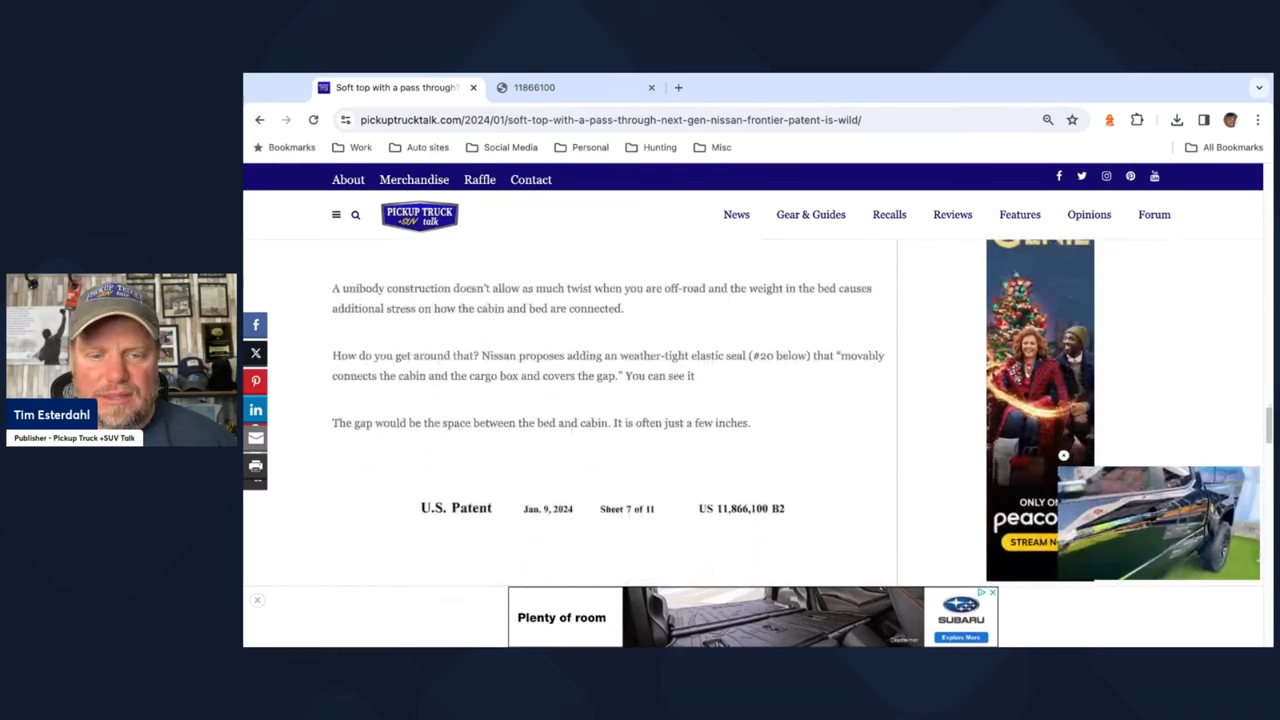 Soft top with a pass through?
11866100
pickuptrucktalk.com/2024/01/soft-top-with-a-pass-through-next-gen-nissan-frontier-patent-is-wild/
Bookmarks
Work
Auto sites
Social Media
Personal
Hunting
Misc
All Bookmarks
About
Merchandise
Raffle
Contact
PICKUP TRUCK
+SUV talk
News
Gear & Guides
Recalls
Reviews
Features
Opinions
Forum
A unibody construction doesn't allow as much twist when you are off-road and the weight in the bed causes
additional stress on how the cabin and bed are connected.
How do you get around that? Nissan proposes adding an weather-tight elastic seal (#20 below) that “movably
connects the cabin and the cargo box and covers the gap.” You can see it
The gap would be the space between the bed and cabin. It is often just a few inches.
U.S. Patent
Jan. 9, 2024
Sheet 7 of 11
US 11,866,100 B2
PICKUP TRUCK
Tim Esterdahl
Publisher - Pickup Truck +SUV Talk
ONLY ON
peaco
STREAM N
Plenty of room
Disclaimer
SUBARU
Explore More